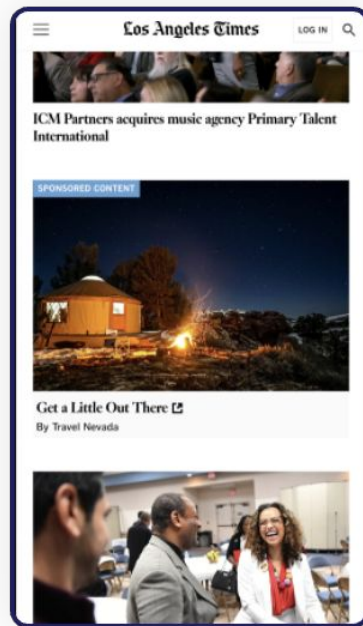 Los Angeles Times
LOG IN
ICM Partners acquires music agency Primary Talent
International
SPONSORED CONTENT
Get a Little Out There
By Travel Nevada